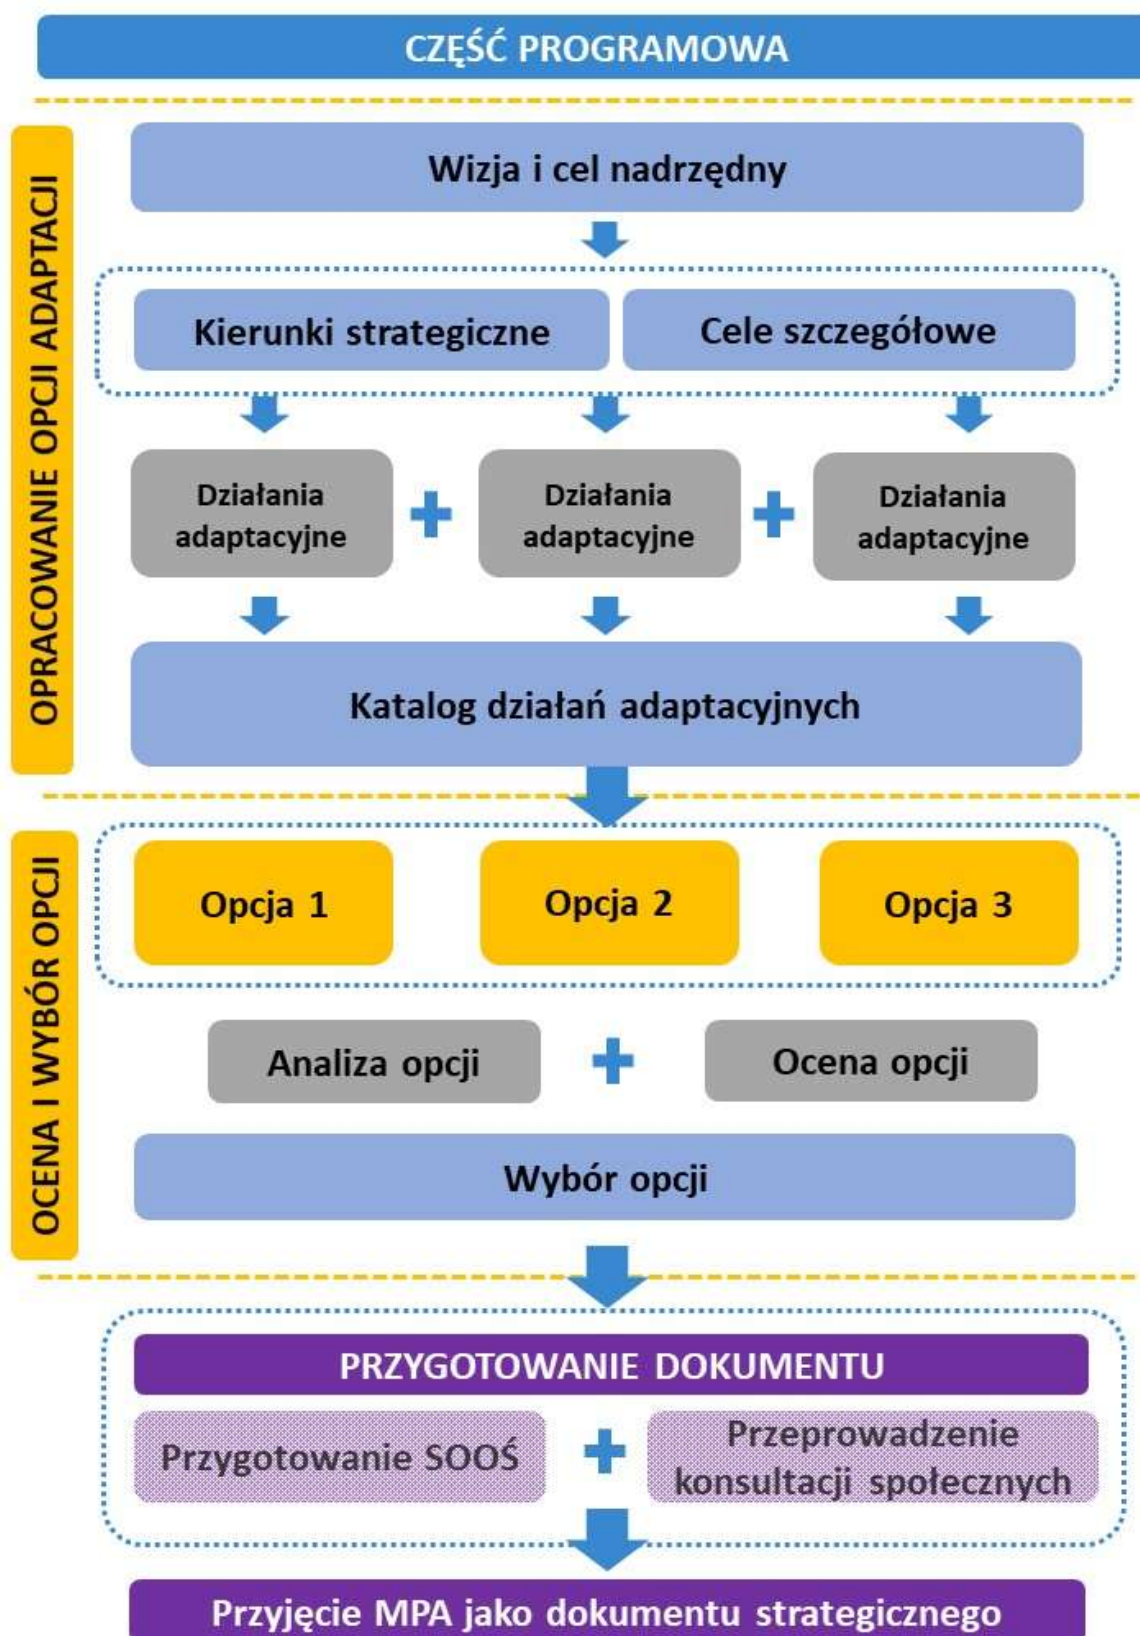 CZĘŚĆ PROGRAMOWA
OPRACOWANIE OPCJI ADAPTACJI
Wizja i cel nadrzędny
Kierunki strategiczne
Cele szczegółowe
Działania
adaptacyjne
Działania
adaptacyjne
Działania
adaptacyjne
Katalog działań adaptacyjnych
OCENA I WYBÓR OPCJI
Opcja 1
Opcja 2
Opcja 3
Analiza opcji
Ocena opcji
Wybór opcji
PRZYGOTOWANIE DOKUMENTU
Przygotowanie SOOŚ
Przeprowadzenie
konsultacji społecznych
Przyjęcie MPA jako dokumentu strategicznego